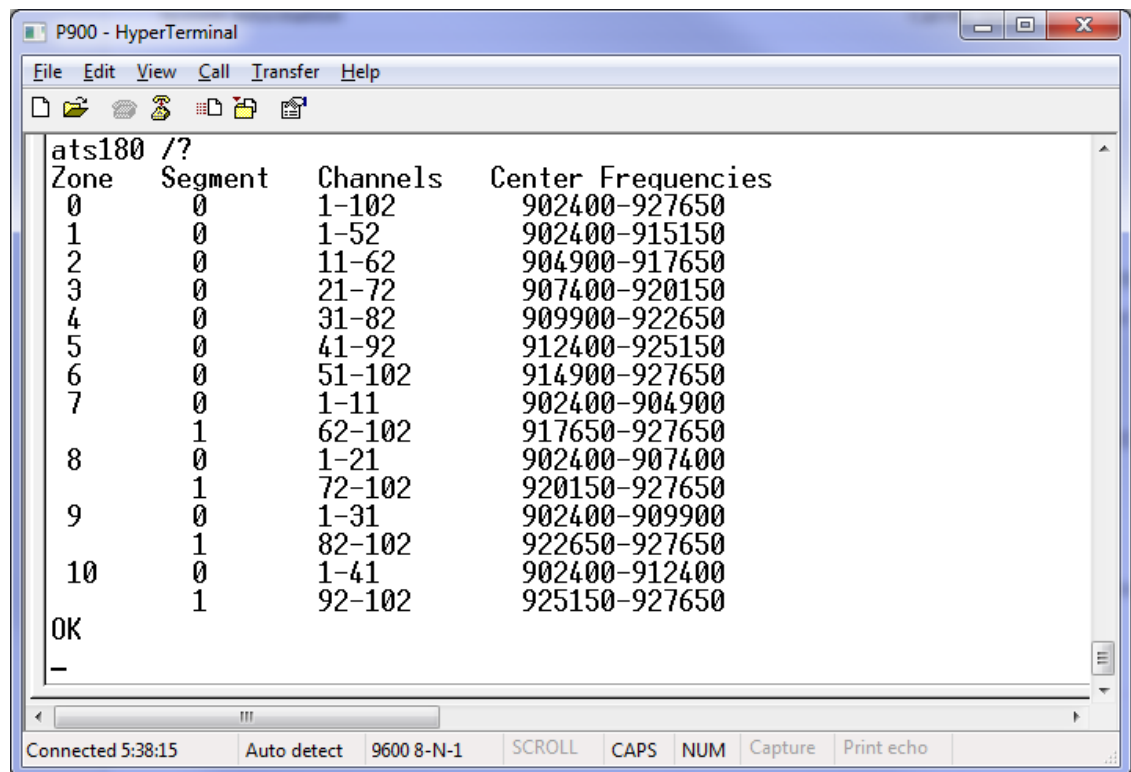 P900 - HyperTerminal
File Edit View Call Transfer Help
ats180 /?
Zone Segment Channels Center Frequencies
0 0 1-102 902400-927650
1 0 1-52 902400-915150
2 0 11-62 904900-917650
3 0 21-72 907400-920150
4 0 31-82 909900-922650
5 0 41-92 912400-925150
6 0 51-102 914900-927650
7 0 1-11 902400-904900
1 62-102 917650-927650
8 0 1-21 902400-907400
1 72-102 920150-927650
9 0 1-31 902400-909900
1 82-102 922650-927650
10 0 1-41 902400-912400
1 92-102 925150-927650
OK
_
Connected 5:38:15 Auto detect 9600 8-N-1 SCROLL CAPS NUM Capture Print echo